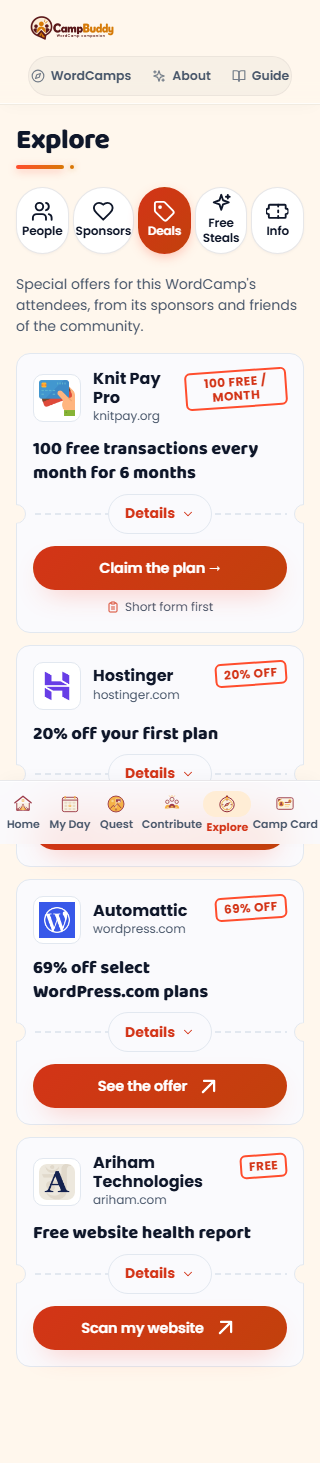 CampBuddy
WordCamp companion
WordCamps
About
Guide
Explore
People
Sponsors
Deals
Free
Steals
Info
Special offers for this WordCamp's
attendees, from its sponsors and friends
of the community.
Knit Pay
Pro
knitpay.org
100 FREE /
MONTH
100 free transactions every
month for 6 months
Details
Claim the plan →
Short form first
Hostinger
hostinger.com
20% OFF
20% off your first plan
Details
Home
My Day
Quest
Contribute
Explore
Camp Card
Automattic
wordpress.com
69% OFF
69% off select
WordPress.com plans
Details
See the offer
A
Ariham
Technologies
ariham.com
FREE
Free website health report
Details
Scan my website